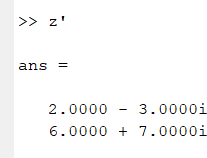 >> z'
ans =
2.0000 - 3.0000i
6.0000 + 7.0000i